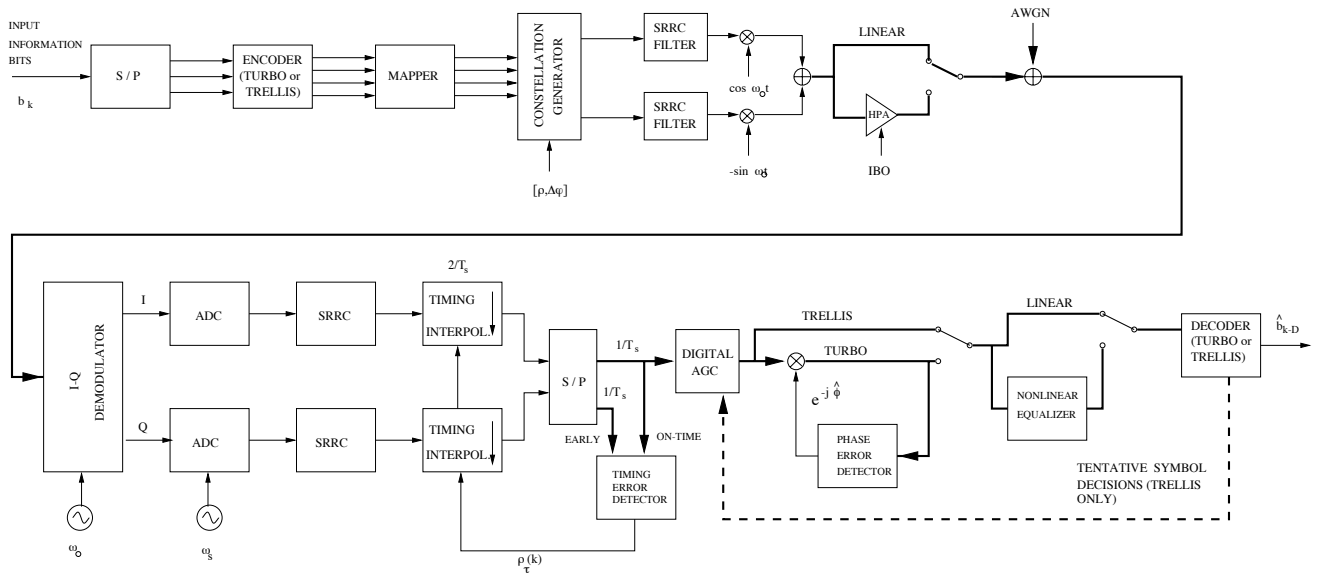 INPUT
INFORMATION
BITS
b k
S / P
ENCODER
(TURBO or
TRELLIS)
MAPPER
CONSTELLATION
GENERATOR
[ρ,Δφ]
SRRC
FILTER
SRRC
FILTER
cos ω₀t
-sin ω₀t
LINEAR
HPA
IBO
AWGN
I-Q
DEMODULATOR
ω₀
I
Q
ADC
ADC
ωs
SRRC
SRRC
2/Ts
TIMING
INTERPOL.
TIMING
INTERPOL.
S / P
1/Ts
1/Ts
EARLY
ON-TIME
TIMING
ERROR
DETECTOR
ρτ(k)
DIGITAL
AGC
TRELLIS
TURBO
e^-j φ̂
PHASE
ERROR
DETECTOR
LINEAR
NONLINEAR
EQUALIZER
DECODER
(TURBO or
TRELLIS)
b̂k-D
TENTATIVE SYMBOL
DECISIONS (TRELLIS
ONLY)